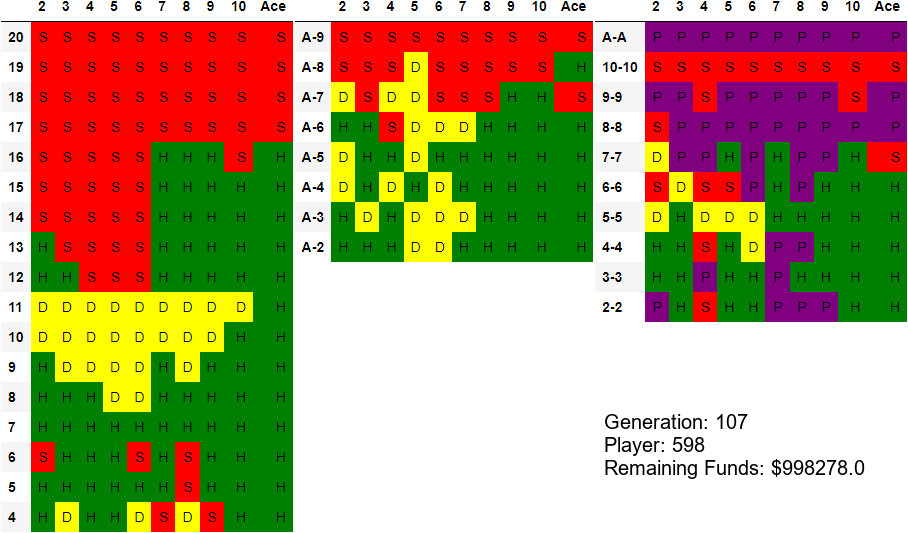 2 3 4 5 6 7 8 9 10 Ace
20 S S S S S S S S S S
19 S S S S S S S S S S
18 S S S S S S S S S S
17 S S S S S S S S S S
16 S S S S S H H H S H
15 S S S S S H H H H H
14 S S S S S H H H H H
13 H S S S S H H H H H
12 H H S S S H H H H H
11 D D D D D D D D D H
10 D D D D D D D D H H
9 H D D D D H D H H H
8 H H H D D H H H H H
7 H H H H H H H H H H
6 S H H H S H S H H H
5 H H H H H H S H H H
4 H D H H D S D S H H
2 3 4 5 6 7 8 9 10 Ace
A-9 S S S S S S S S S S
A-8 S S S D S S S S S H
A-7 D S D D S S S H H S
A-6 H H S D D D H H H H
A-5 D H H D H H H H H H
A-4 D H D H D H H H H H
A-3 H D H D D D H H H H
A-2 H H H D D H H H H H
2 3 4 5 6 7 8 9 10 Ace
A-A P P P P P P P P P P
10-10 S S S S S S S S S S
9-9 P P S P P P P P S P
8-8 S P P P P P P P P P
7-7 D P P H P H P P H S
6-6 S D S S P H P H H H
5-5 D H D D D H H H H H
4-4 H H S H D P P H H H
3-3 H H P H H P H H H H
2-2 P H S H H P P P H H
Generation: 107
Player: 598
Remaining Funds: $998278.0